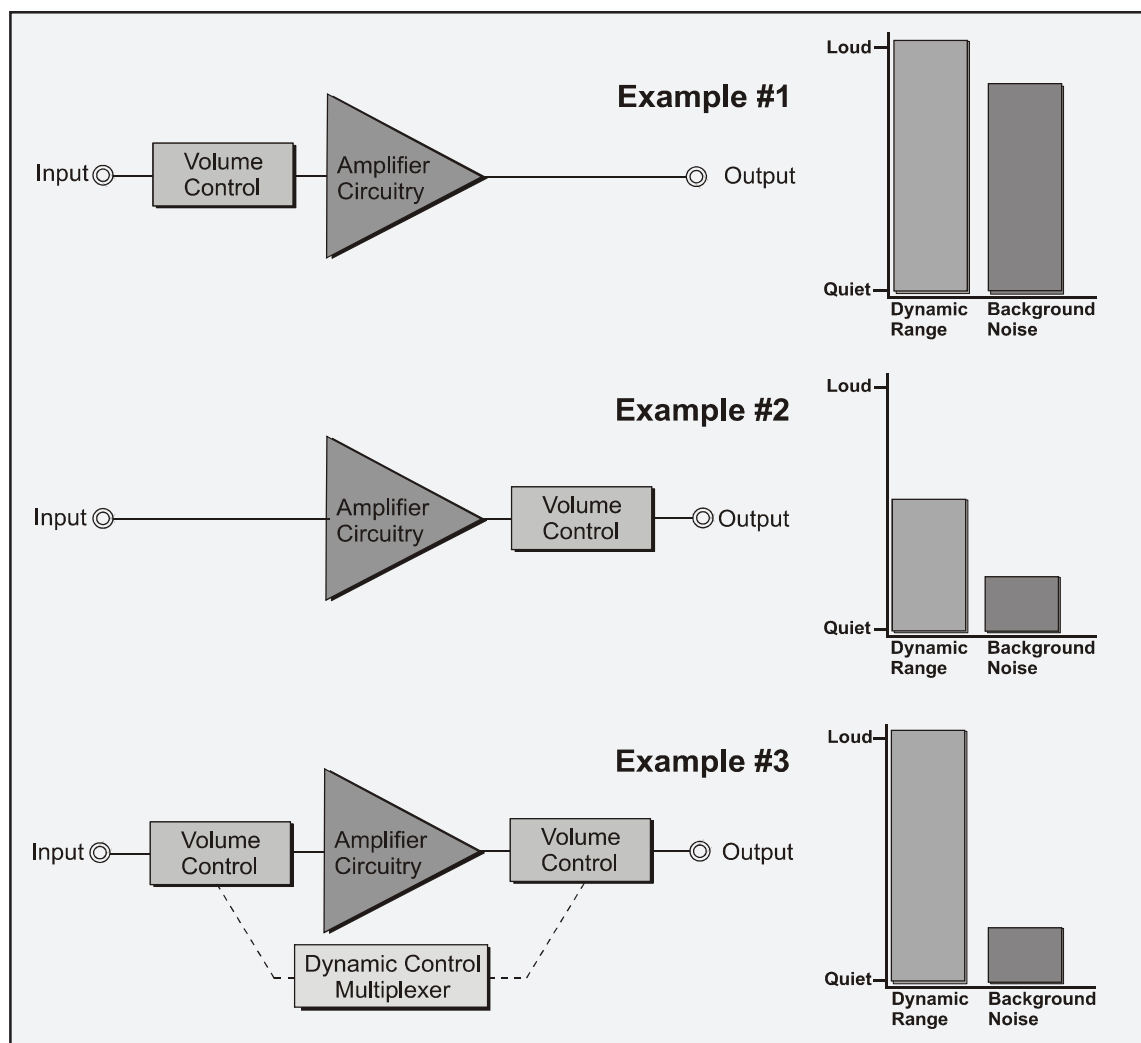 Example #1
Input
Volume
Control
Amplifier
Circuitry
Output
Loud
Quiet
Dynamic
Range
Background
Noise
Example #2
Input
Amplifier
Circuitry
Volume
Control
Output
Loud
Quiet
Dynamic
Range
Background
Noise
Example #3
Input
Volume
Control
Amplifier
Circuitry
Volume
Control
Output
Dynamic Control
Multiplexer
Loud
Quiet
Dynamic
Range
Background
Noise